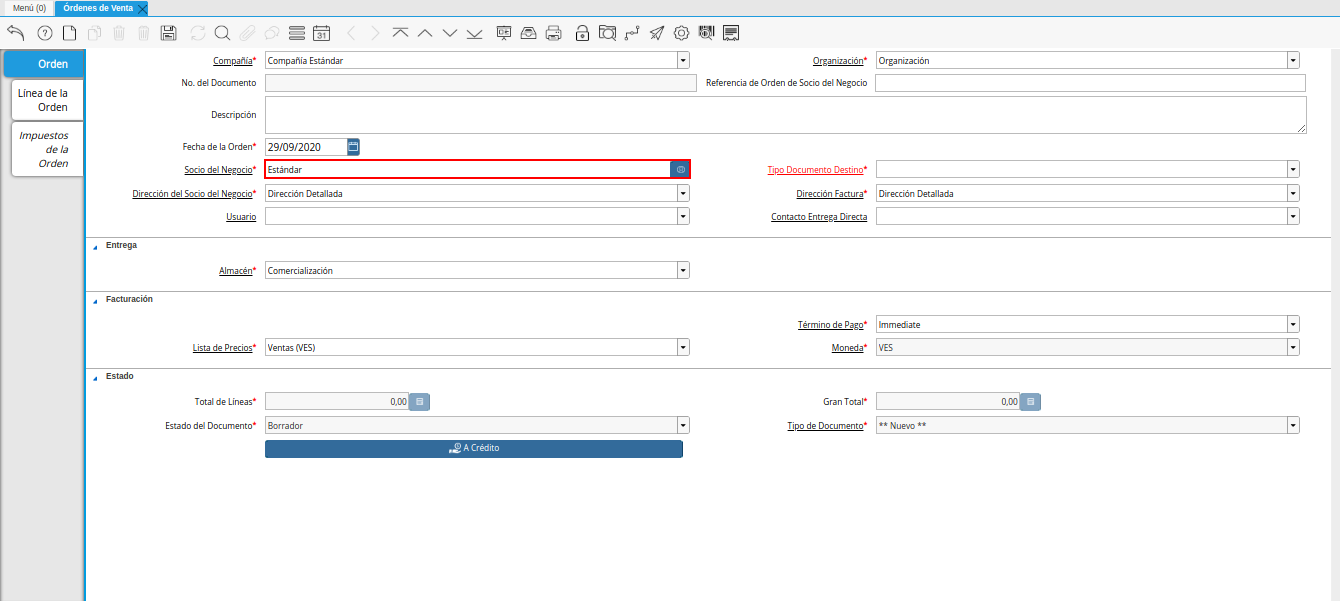 Menú (0) Órdenes de Venta
31
Orden
Línea de la
Orden
Impuestos
de la
Orden
Compañía* Compañía Estándar Organización* Organización
No. del Documento Referencia de Orden de Socio del Negocio
Descripción
Fecha de la Orden* 29/09/2020
Socio del Negocio* Estándar Tipo Documento Destino*
Dirección del Socio del Negocio* Dirección Detallada Dirección Factura* Dirección Detallada
Usuario Contacto Entrega Directa
Entrega
Almacén* Comercialización
Facturación
Término de Pago* Immediate
Lista de Precios* Ventas (VES) Moneda* VES
Estado
Total de Líneas* 0,00 Gran Total* 0,00
Estado del Documento* Borrador Tipo de Documento* ** Nuevo **
A Crédito